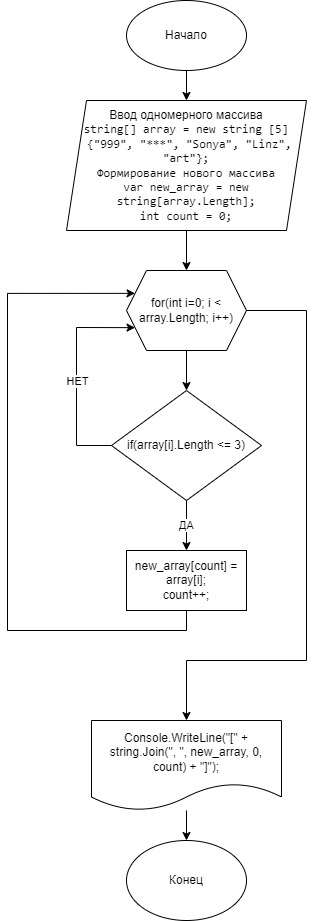 Начало
Ввод одномерного массива
string[] array = new string [5]
{"999", "***", "Sonya", "Linz",
"art"};
Формирование нового массива
var new_array = new
string[array.Length];
int count = 0;
for(int i=0; i <
array.Length; i++)
НЕТ
if(array[i].Length <= 3)
ДА
new_array[count] =
array[i];
count++;
Console.WriteLine("[" +
string.Join(", ", new_array, 0,
count) + "]");
Конец